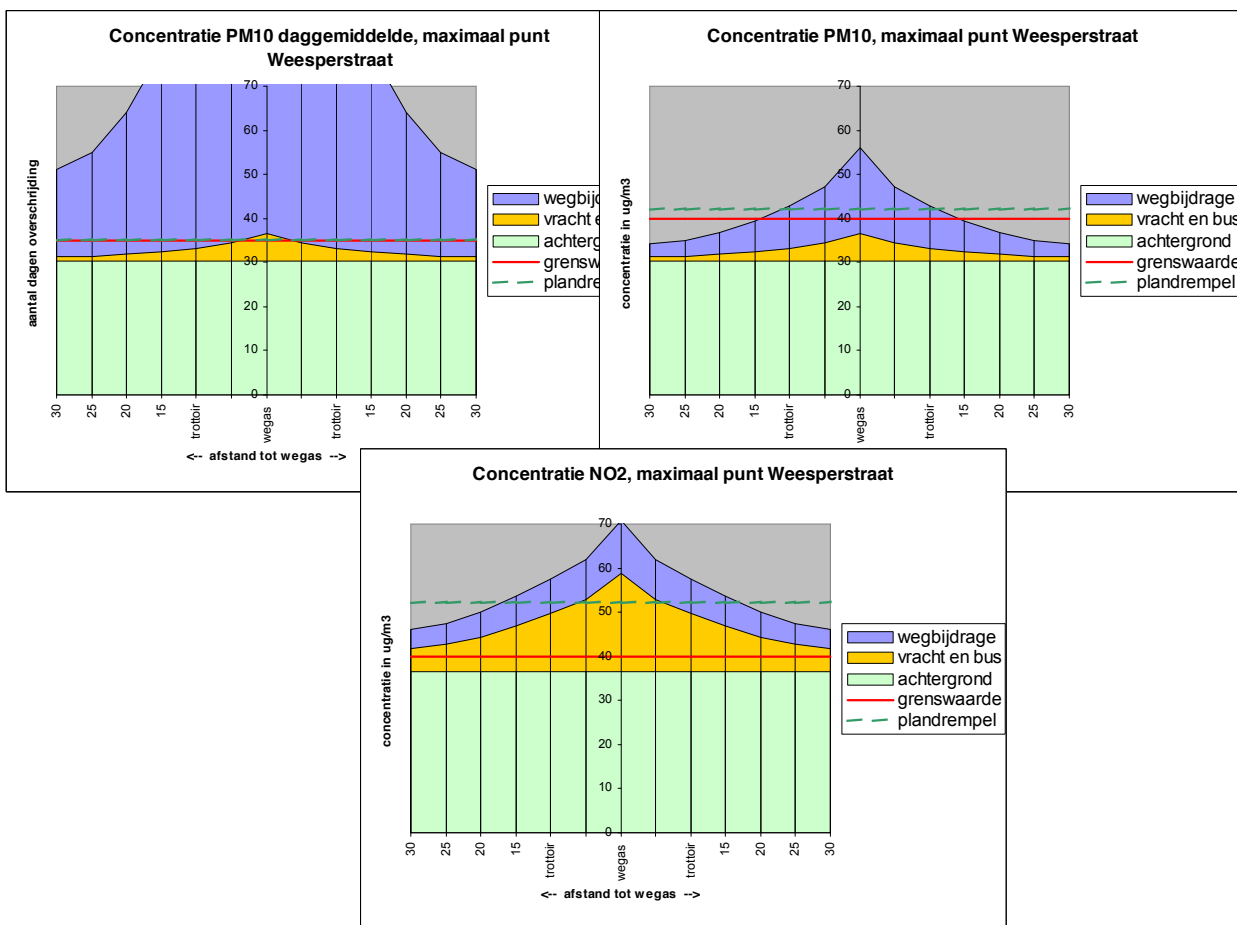 Concentratie PM10 daggemiddelde, maximaal punt
Weesperstraat
aantal dagen overschrijding
70
60
50
40
30
20
10
0
30
25
20
15
trottoir
wegas
trottoir
15
20
25
30
<-- afstand tot wegas -->
wegbijd
vracht e
achtergrond
grenswa
plandre
Concentratie PM10, maximaal punt Weesperstraat
concentratie in ug/m3
70
60
50
40
30
20
10
0
30
25
20
15
trottoir
wegas
trottoir
15
20
25
30
wegbijdrage
vracht en bus
achtergrond
grenswaarde
plandrempel
Concentratie NO2, maximaal punt Weesperstraat
concentratie in ug/m3
70
60
50
40
30
20
10
0
30
25
20
15
trottoir
wegas
trottoir
15
20
25
30
<-- afstand tot wegas -->
wegbijdrage
vracht en bus
achtergrond
grenswaarde
plandrempel